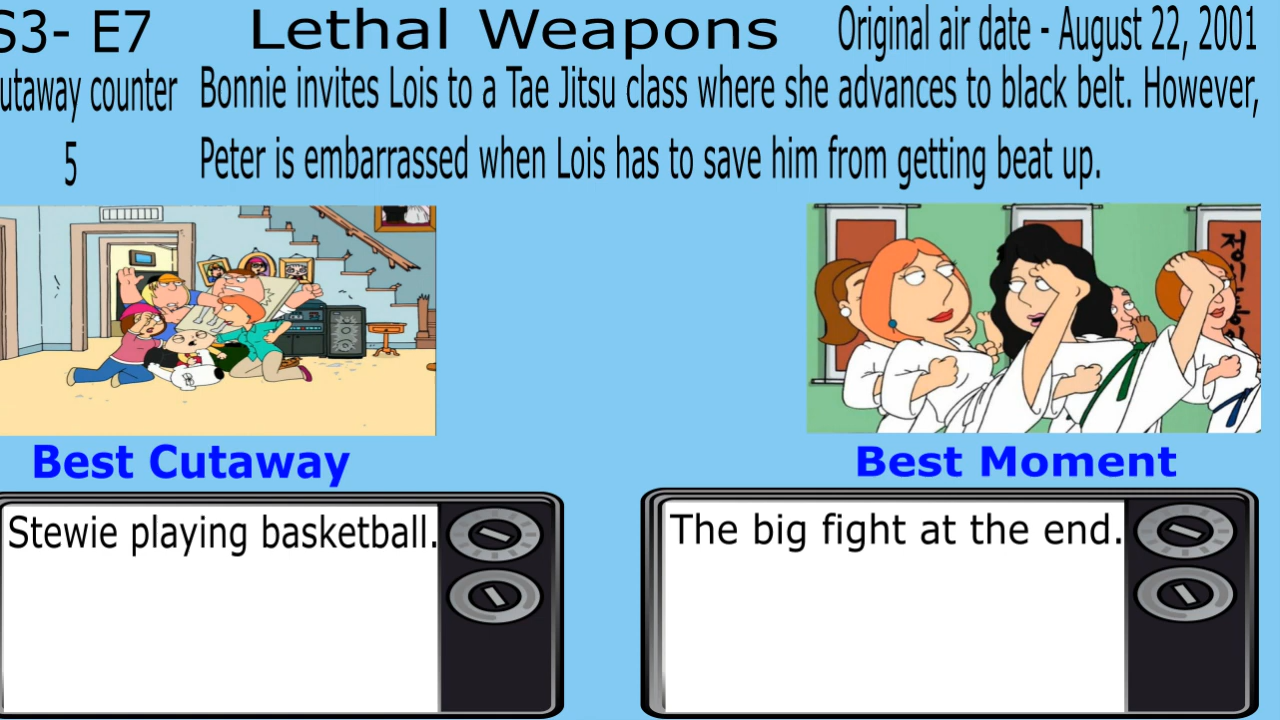 S3- E7
Lethal Weapons
Original air date - August 22, 2001
utaway counter
5
Bonnie invites Lois to a Tae Jitsu class where she advances to black belt. However,
Peter is embarrassed when Lois has to save him from getting beat up.
Best Cutaway
Best Moment
Stewie playing basketball.
The big fight at the end.